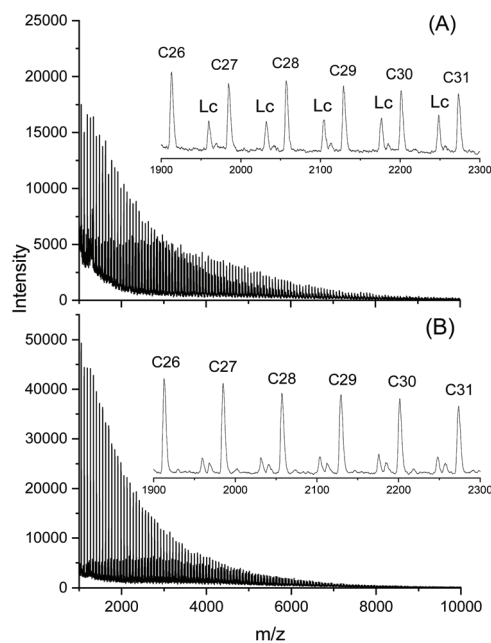 25000
(A)
C26
C27
C28
C29
C30
C31
20000
Lc
Lc
Lc
Lc
Lc
15000
1900
2000
2100
2200
2300
10000
5000
0
Intensity
50000
(B)
C26
C27
C28
C29
C30
C31
40000
30000
1900
2000
2100
2200
2300
20000
10000
0
2000
4000
6000
8000
10000
m/z